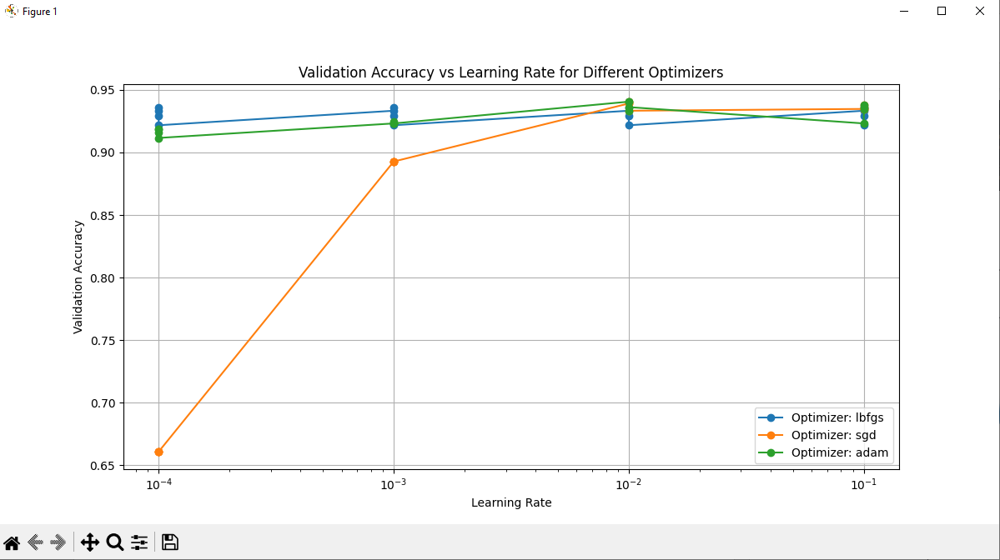 Figure 1
Validation Accuracy vs Learning Rate for Different Optimizers
0.95
0.90
0.85
0.80
0.75
0.70
0.65
Validation Accuracy
Optimizer: lbfgs
Optimizer: sgd
Optimizer: adam
10⁻⁴
10⁻³
10⁻²
10⁻¹
Learning Rate